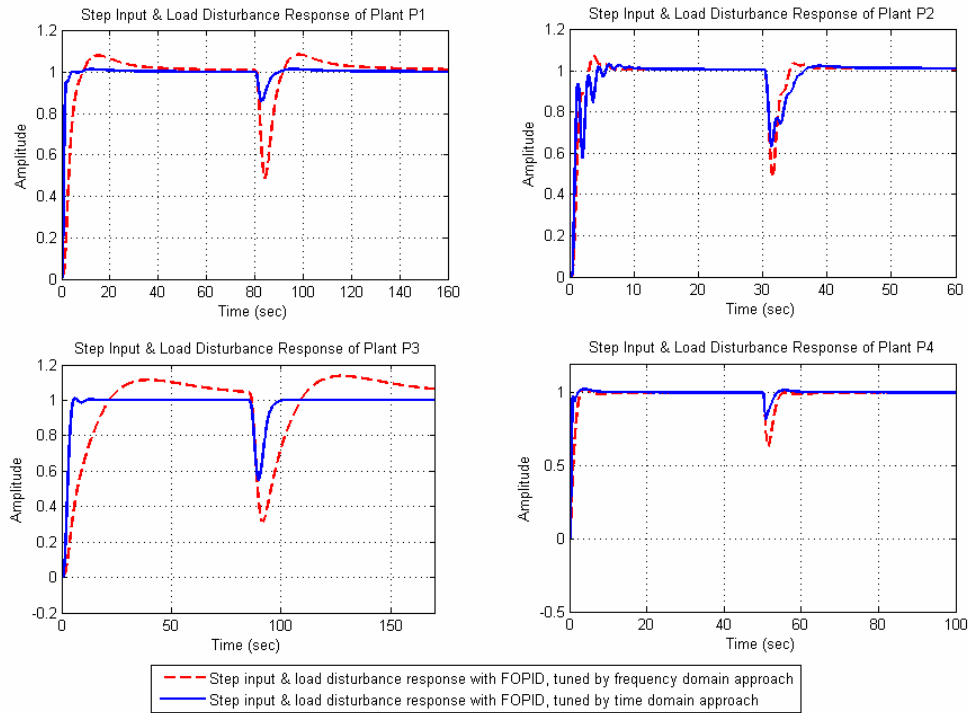 Step Input & Load Disturbance Response of Plant P1
1.2
1
0.8
0.6
0.4
0.2
0
Amplitude
0 20 40 60 80 100 120 140 160
Time (sec)
Step Input & Load Disturbance Response of Plant P2
1.2
1
0.8
0.6
0.4
0.2
0
Amplitude
0 10 20 30 40 50 60
Time (sec)
Step Input & Load Disturbance Response of Plant P3
1.2
1
0.8
0.6
0.4
0.2
0
-0.2
Amplitude
0 50 100 150
Time (sec)
Step Input & Load Disturbance Response of Plant P4
1
0.5
0
-0.5
Amplitude
0 20 40 60 80 100
Time (sec)
Step input & load disturbance response with FOPID, tuned by frequency domain approach
Step input & load disturbance response with FOPID, tuned by time domain approach